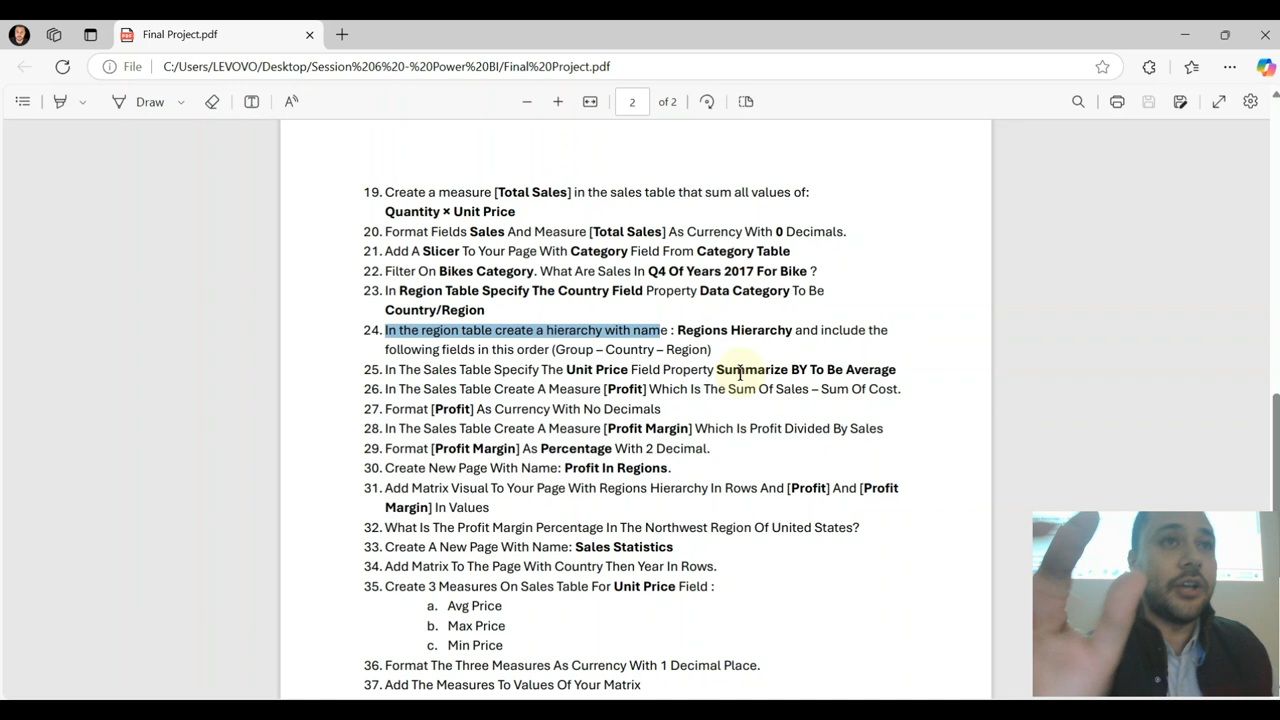 Final Project.pdf
File
C:/Users/LEVOVO/Desktop/Session%206%20-%20Power%20BI/Final%20Project.pdf
Draw
2 of 2
19. Create a measure [Total Sales] in the sales table that sum all values of:
Quantity × Unit Price
20. Format Fields Sales And Measure [Total Sales] As Currency With 0 Decimals.
21. Add A Slicer To Your Page With Category Field From Category Table
22. Filter On Bikes Category. What Are Sales In Q4 Of Years 2017 For Bike ?
23. In Region Table Specify The Country Field Property Data Category To Be
Country/Region
24. In the region table create a hierarchy with name : Regions Hierarchy and include the
following fields in this order (Group – Country – Region)
25. In The Sales Table Specify The Unit Price Field Property Summarize BY To Be Average
26. In The Sales Table Create A Measure [Profit] Which Is The Sum Of Sales – Sum Of Cost.
27. Format [Profit] As Currency With No Decimals
28. In The Sales Table Create A Measure [Profit Margin] Which Is Profit Divided By Sales
29. Format [Profit Margin] As Percentage With 2 Decimal.
30. Create New Page With Name: Profit In Regions.
31. Add Matrix Visual To Your Page With Regions Hierarchy In Rows And [Profit] And [Profit
Margin] In Values
32. What Is The Profit Margin Percentage In The Northwest Region Of United States?
33. Create A New Page With Name: Sales Statistics
34. Add Matrix To The Page With Country Then Year In Rows.
35. Create 3 Measures On Sales Table For Unit Price Field :
a. Avg Price
b. Max Price
c. Min Price
36. Format The Three Measures As Currency With 1 Decimal Place.
37. Add The Measures To Values Of Your Matrix